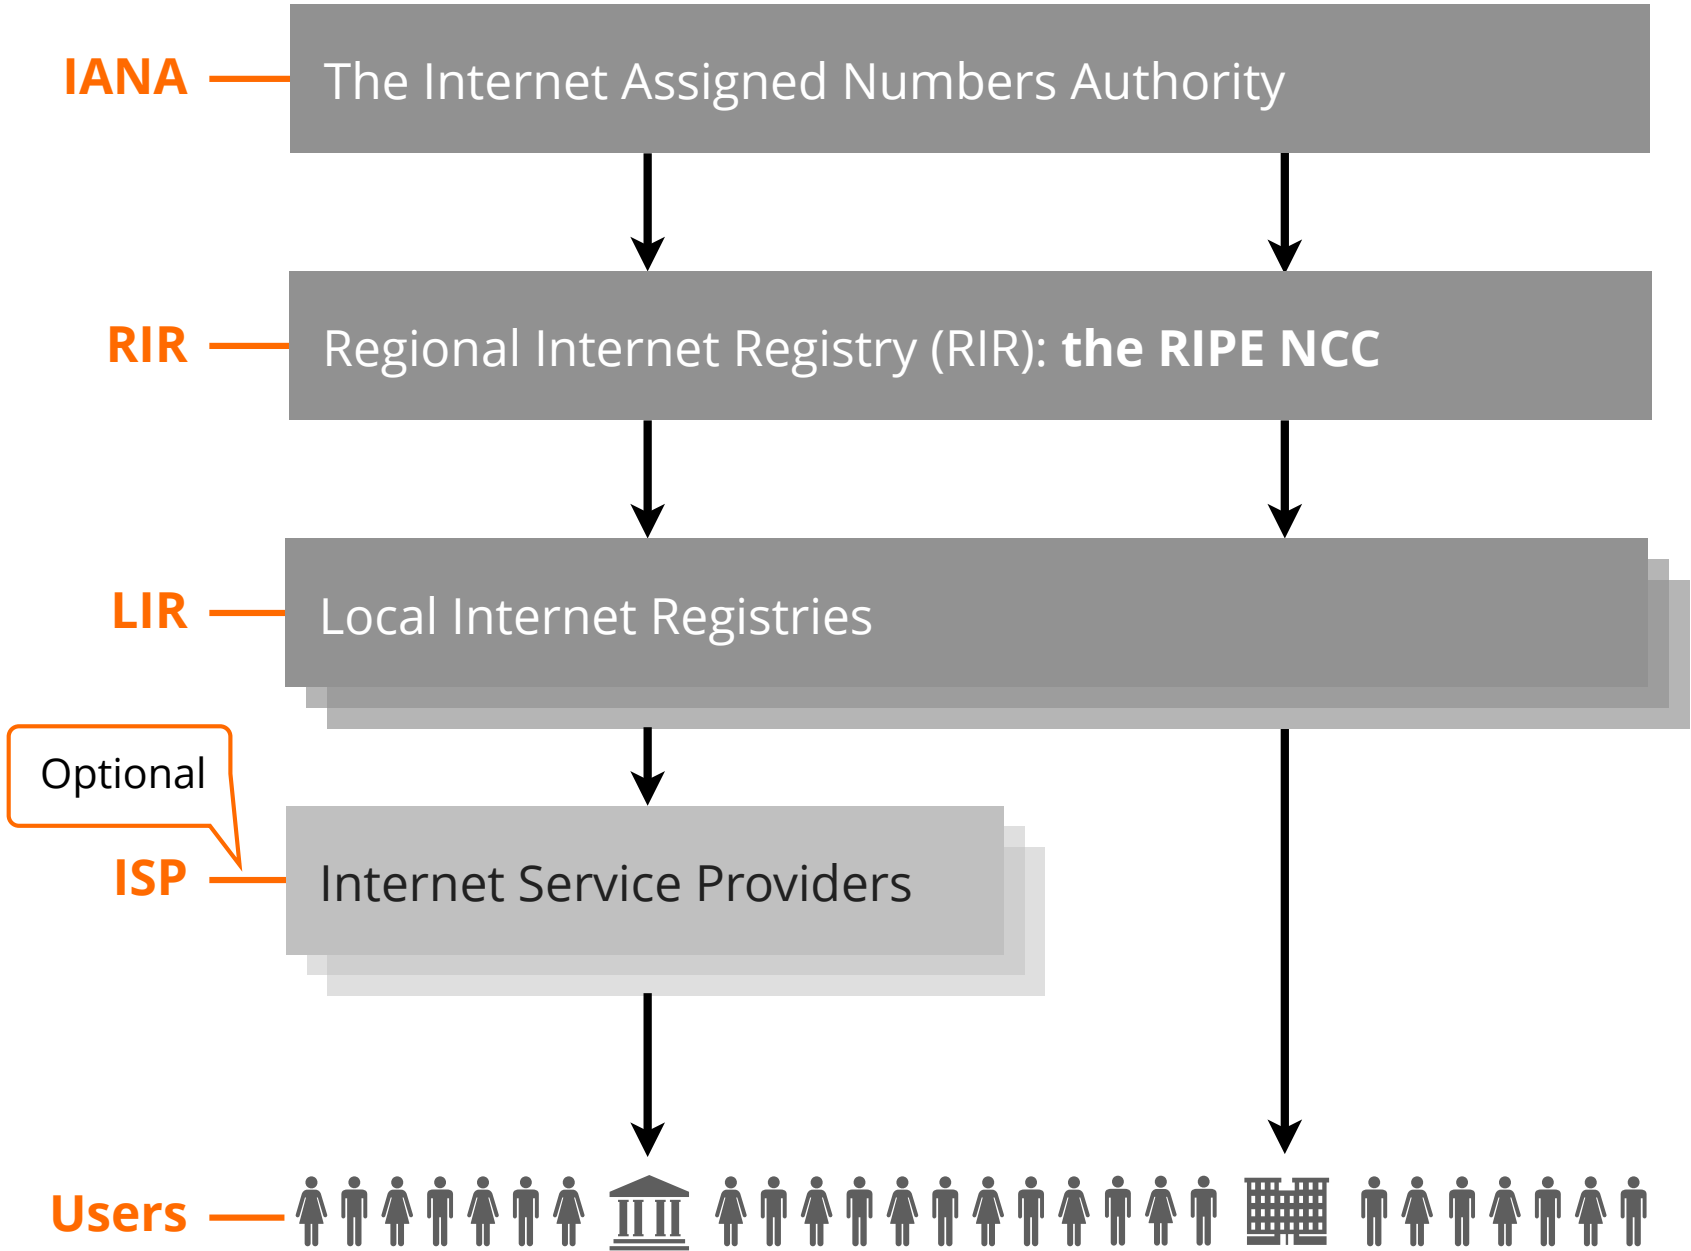 IANA
The Internet Assigned Numbers Authority
RIR
Regional Internet Registry (RIR): the RIPE NCC
LIR
Local Internet Registries
Optional
ISP
Internet Service Providers
Users